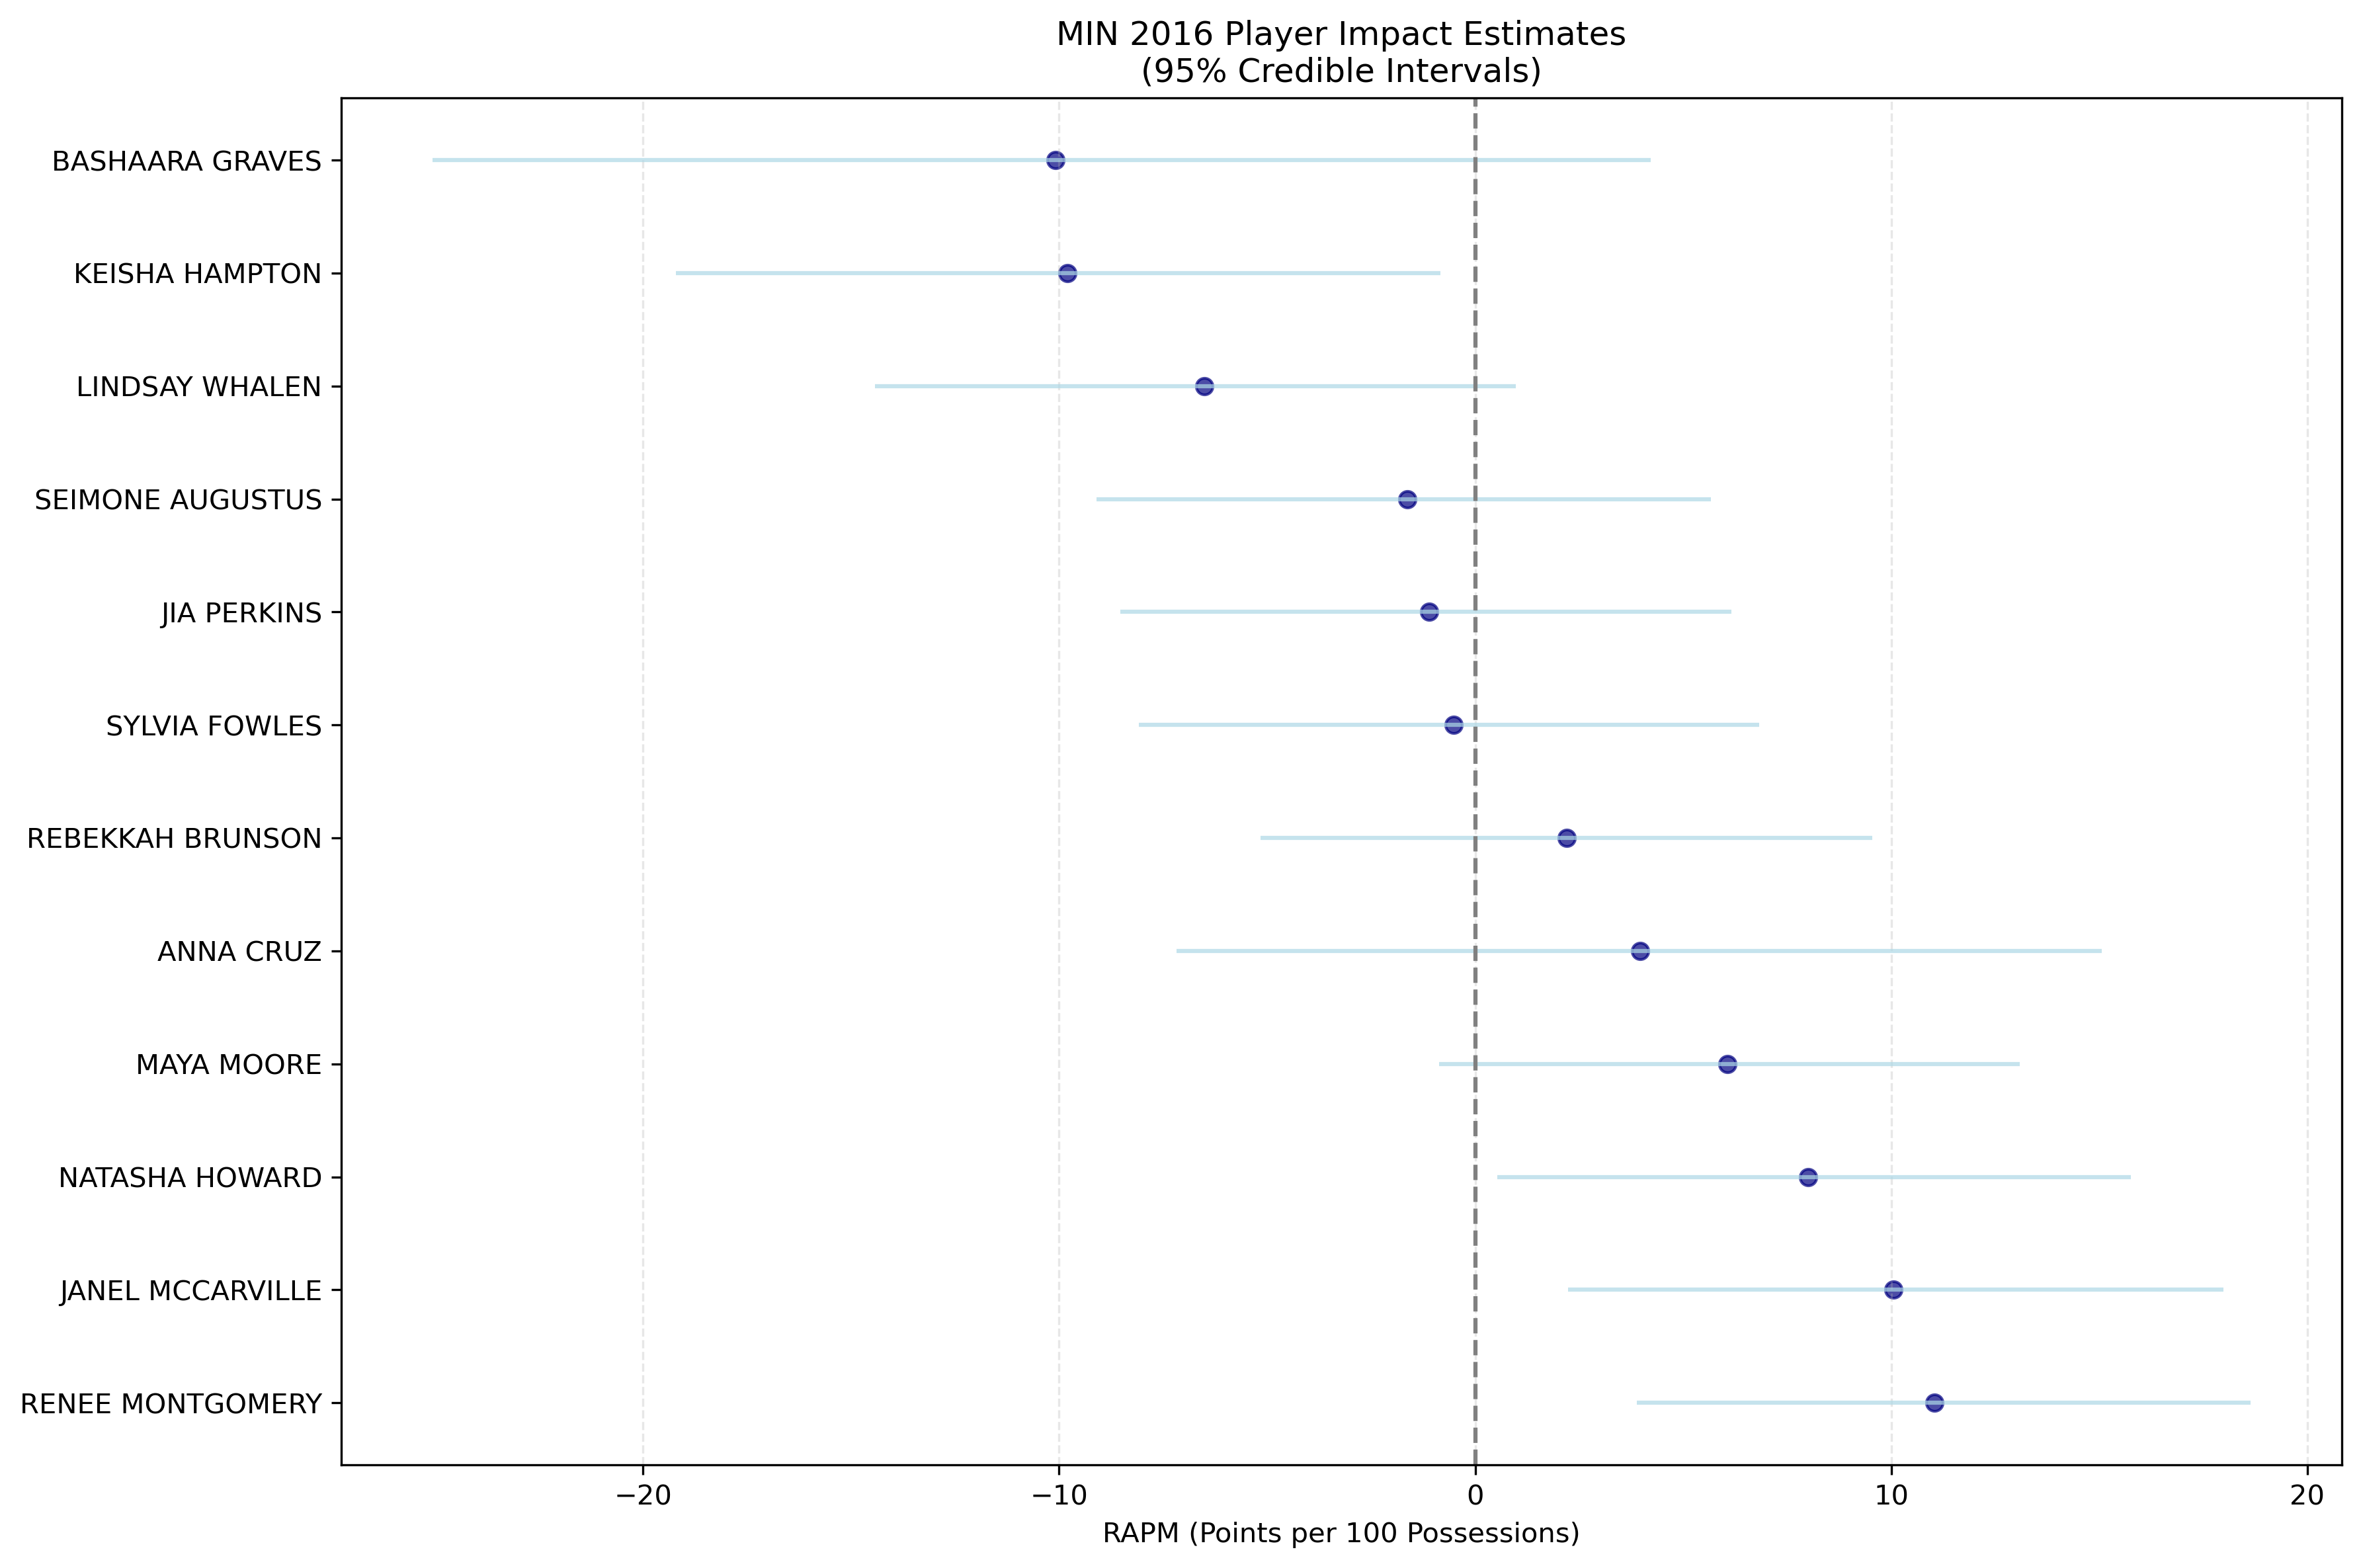 MIN 2016 Player Impact Estimates
(95% Credible Intervals)
BASHAARA GRAVES
KEISHA HAMPTON
LINDSAY WHALEN
SEIMONE AUGUSTUS
JIA PERKINS
SYLVIA FOWLES
REBEKKAH BRUNSON
ANNA CRUZ
MAYA MOORE
NATASHA HOWARD
JANEL MCCARVILLE
RENEE MONTGOMERY
−20 −10 0 10 20
RAPM (Points per 100 Possessions)